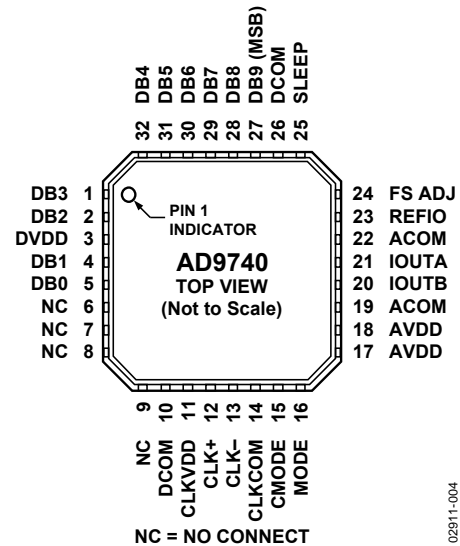 32 DB4
31 DB5
30 DB6
29 DB7
28 DB8
27 DB9 (MSB)
26 DCOM
25 SLEEP
DB3 1
DB2 2
DVDD 3
DB1 4
DB0 5
NC 6
NC 7
NC 8
PIN 1
INDICATOR
AD9740
TOP VIEW
(Not to Scale)
24 FS ADJ
23 REFIO
22 ACOM
21 IOUTA
20 IOUTB
19 ACOM
18 AVDD
17 AVDD
NC 9
DCOM 10
CLKVDD 11
CLK+ 12
CLK– 13
CLKCOM 14
CMODE 15
MODE 16
NC = NO CONNECT
02911-004